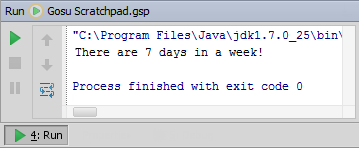 Run Gosu Scratchpad.gsp
"C:\Program Files\Java\jdk1.7.0_25\bin\
There are 7 days in a week!
Process finished with exit code 0
4: Run